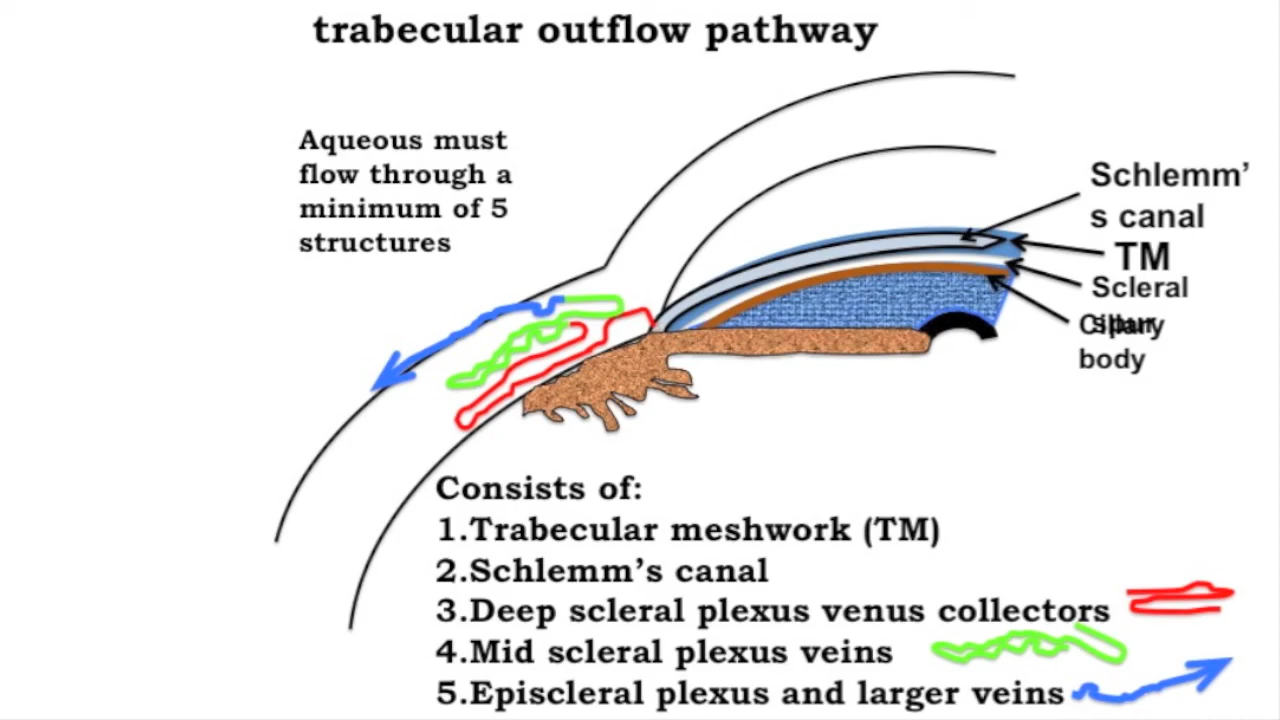 trabecular outflow pathway
Aqueous must
flow through a
minimum of 5
structures
Schlemm’
s canal
TM
Scleral
spur
Ciliary
body
Consists of:
1.Trabecular meshwork (TM)
2.Schlemm’s canal
3.Deep scleral plexus venus collectors
4.Mid scleral plexus veins
5.Episcleral plexus and larger veins